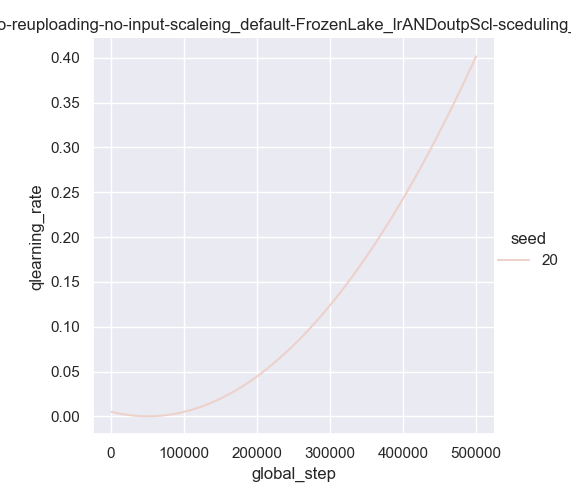 o-reuploading-no-input-scaleing_default-FrozenLake_lrANDoutpScl-sceduling_
0.40
0.35
0.30
0.25
0.20
0.15
0.10
0.05
0.00
qlearning_rate
0 100000 200000 300000 400000 500000
global_step
seed
20